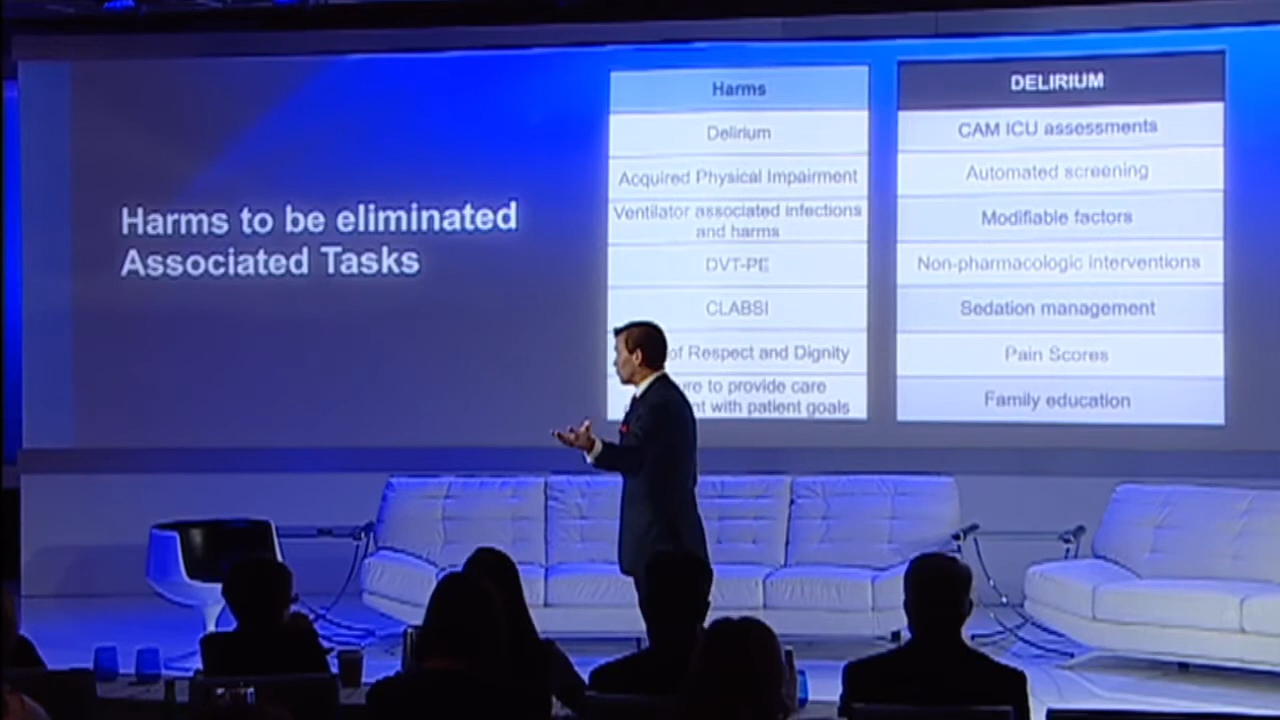 Harms to be eliminated
Associated Tasks
Harms
Delirium
Acquired Physical Impairment
Ventilator associated infections
and harms
DVT-PE
CLABSI
of Respect and Dignity
to provide care
with patient goals
DELIRIUM
CAM ICU assessments
Automated screening
Modifiable factors
Non-pharmacologic interventions
Sedation management
Pain Scores
Family education